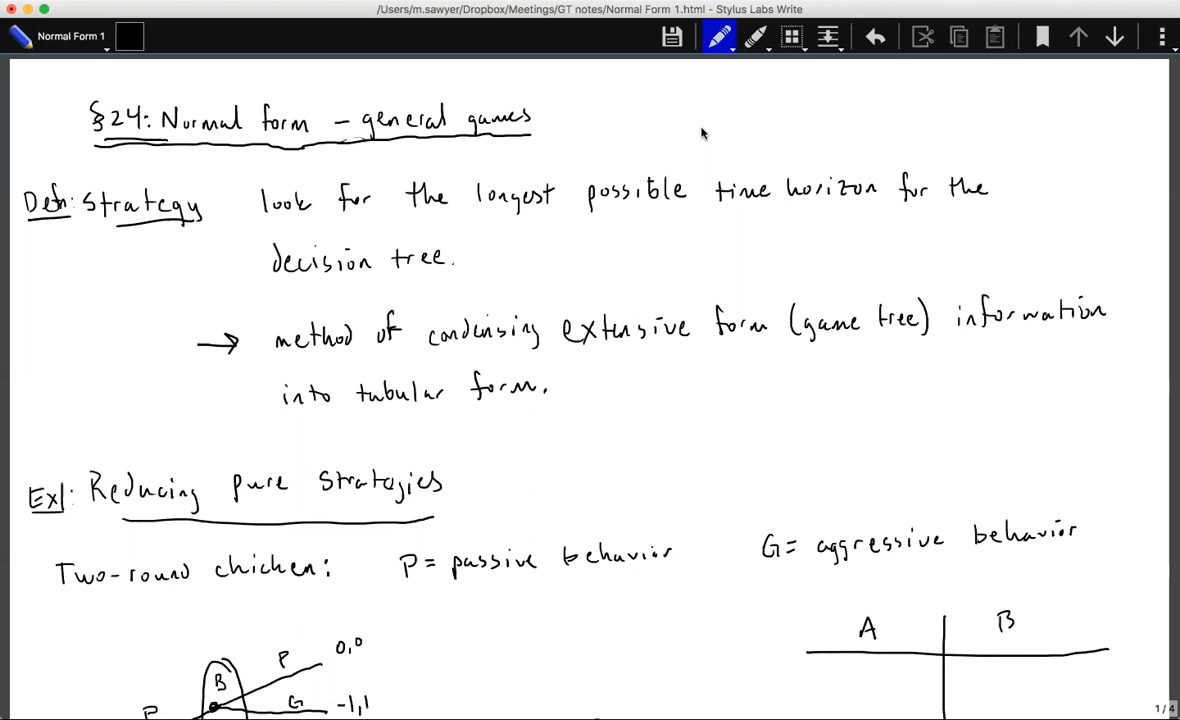 /Users/m.sawyer/Dropbox/Meetings/GT notes/Normal Form 1.html - Stylus Labs Write
Normal Form 1
§24: Normal form – general games
Defn: Strategy look for the longest possible time horizon for the
decision tree.
→ method of condensing extensive form (game tree) information
into tubular form.
Ex1: Reducing pure strategies
Two-round chicken: P = passive behavior G = aggressive behavior
A B
P 0,0
B
G -1,1
P
1/4